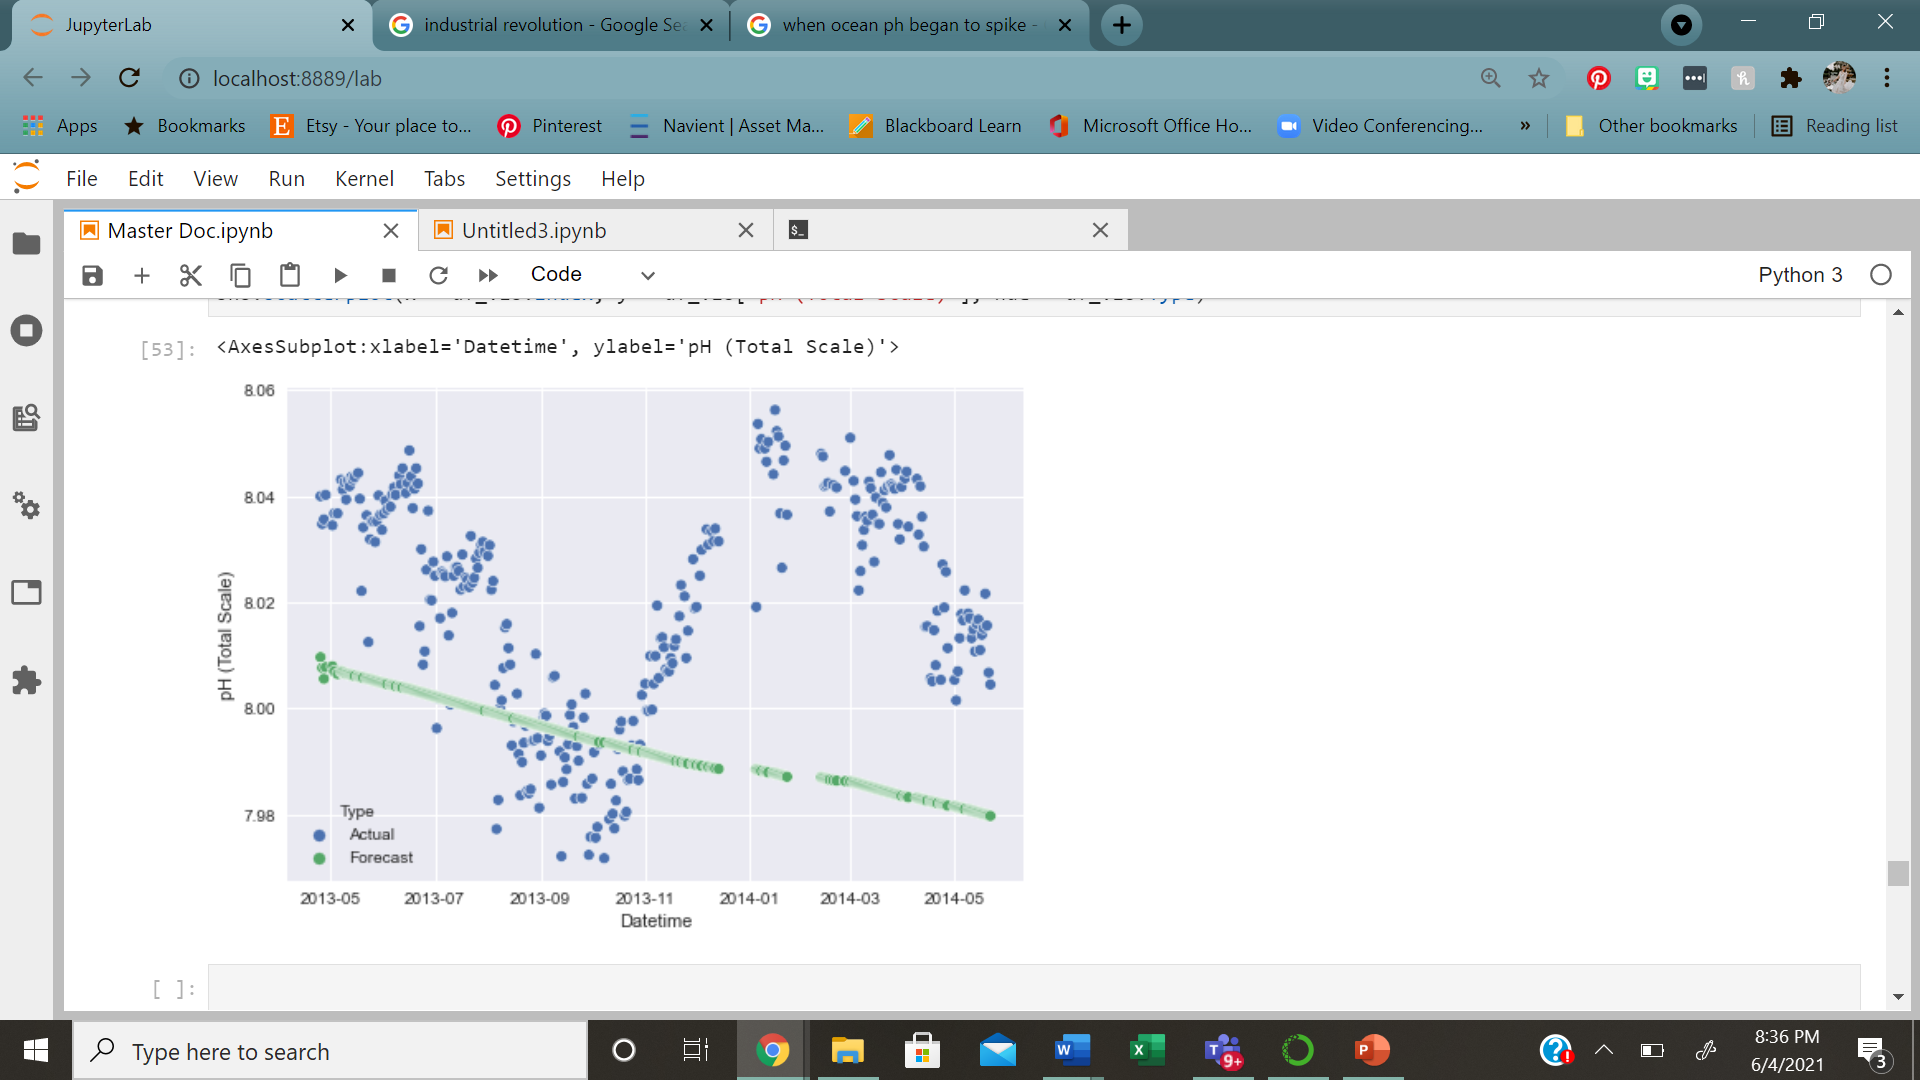 JupyterLab
industrial revolution - Google Se
when ocean ph began to spike -
localhost:8889/lab
Apps
Bookmarks
Etsy - Your place to...
Pinterest
Navient | Asset Ma...
Blackboard Learn
Microsoft Office Ho...
Video Conferencing...
»
Other bookmarks
Reading list
File Edit View Run Kernel Tabs Settings Help
Master Doc.ipynb
Untitled3.ipynb
Code
Python 3
[53]: <AxesSubplot:xlabel='Datetime', ylabel='pH (Total Scale)'>
8.06
8.04
8.02
8.00
7.98
pH (Total Scale)
Type
Actual
Forecast
2013-05 2013-07 2013-09 2013-11 2014-01 2014-03 2014-05
Datetime
[ ]:
Type here to search
9+
8:36 PM
6/4/2021
3